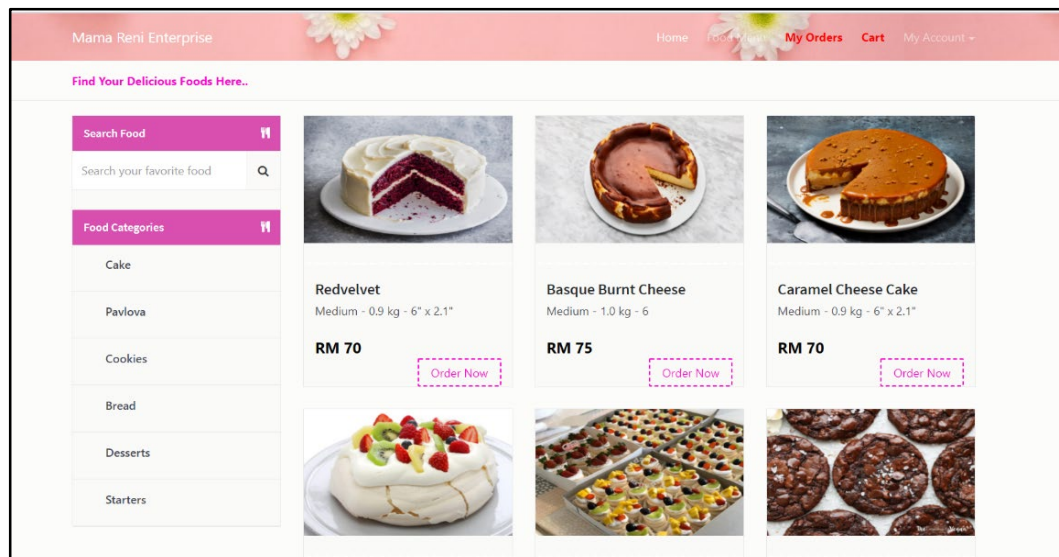 Mama Reni Enterprise
Home Food Menu My Orders Cart My Account
Find Your Delicious Foods Here..
Search Food
Search your favorite food
Food Categories
Cake
Pavlova
Cookies
Bread
Desserts
Starters
Redvelvet
Medium - 0.9 kg - 6" x 2.1"
RM 70
Order Now
Basque Burnt Cheese
Medium - 1.0 kg - 6
RM 75
Order Now
Caramel Cheese Cake
Medium - 0.9 kg - 6" x 2.1"
RM 70
Order Now